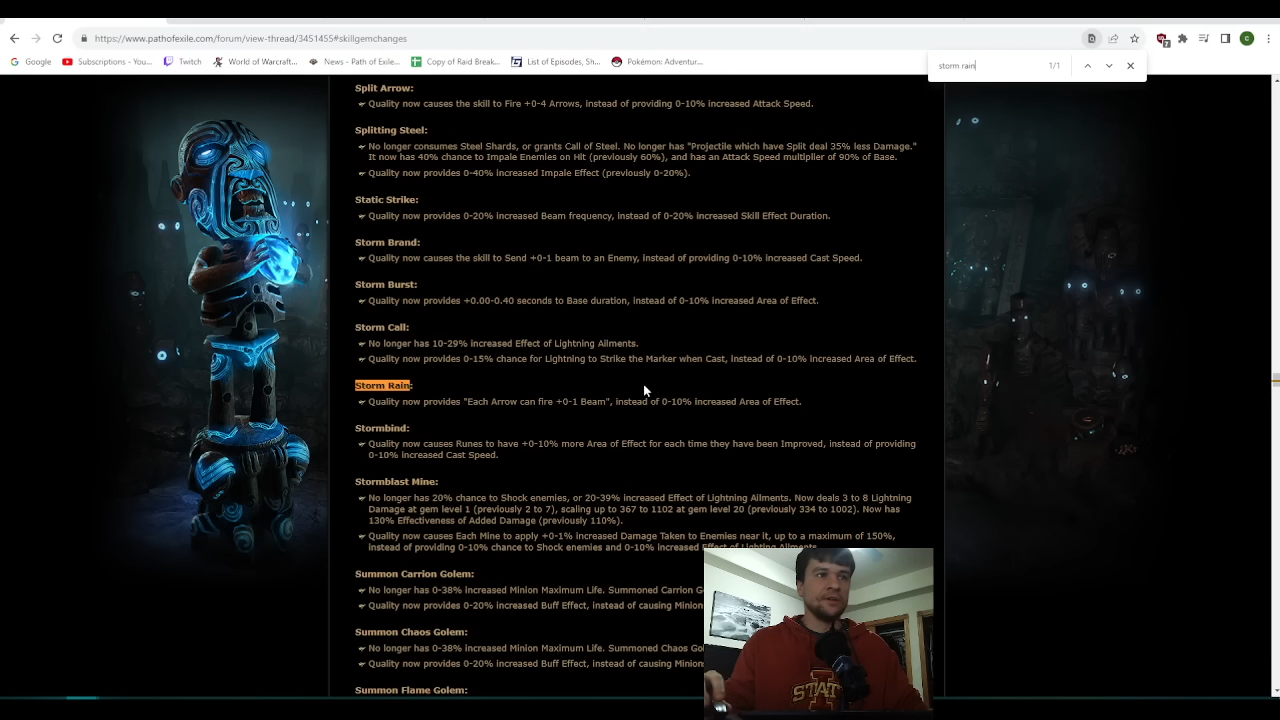 https://www.pathofexile.com/forum/view-thread/3451455#skillgemchanges
7
C
Google
Subscriptions - You...
Twitch
World of Warcraft...
News - Path of Exile...
Copy of Raid Break...
List of Episodes, Sh...
Pokémon: Adventur...
storm rain
1/1
Split Arrow:
Quality now causes the skill to Fire +0-4 Arrows, instead of providing 0-10% increased Attack Speed.
Splitting Steel:
No longer consumes Steel Shards, or grants Call of Steel. No longer has "Projectile which have Split deal 35% less Damage."
It now has 40% chance to Impale Enemies on Hit (previously 60%), and has an Attack Speed multiplier of 90% of Base.
Quality now provides 0-40% increased Impale Effect (previously 0-20%).
Static Strike:
Quality now provides 0-20% increased Beam frequency, instead of 0-20% increased Skill Effect Duration.
Storm Brand:
Quality now causes the skill to Send +0-1 beam to an Enemy, instead of providing 0-10% increased Cast Speed.
Storm Burst:
Quality now provides +0.00-0.40 seconds to Base duration, instead of 0-10% increased Area of Effect.
Storm Call:
No longer has 10-29% increased Effect of Lightning Ailments.
Quality now provides 0-15% chance for Lightning to Strike the Marker when Cast, instead of 0-10% increased Area of Effect.
Storm Rain:
Quality now provides "Each Arrow can fire +0-1 Beam", instead of 0-10% increased Area of Effect.
Stormbind:
Quality now causes Runes to have +0-10% more Area of Effect for each time they have been Improved, instead of providing
0-10% increased Cast Speed.
Stormblast Mine:
No longer has 20% chance to Shock enemies, or 20-39% increased Effect of Lightning Ailments. Now deals 3 to 8 Lightning
Damage at gem level 1 (previously 2 to 7), scaling up to 367 to 1102 at gem level 20 (previously 334 to 1002). Now has
130% Effectiveness of Added Damage (previously 110%).
Quality now causes Each Mine to apply +0-1% increased Damage Taken to Enemies near it, up to a maximum of 150%,
instead of providing 0-10% chance to Shock enemies and 0-10% increased Effect of Lighting Ailments.
Summon Carrion Golem:
No longer has 0-38% increased Minion Maximum Life. Summoned Carrion G
Quality now provides 0-20% increased Buff Effect, instead of causing Minion
Summon Chaos Golem:
No longer has 0-38% increased Minion Maximum Life. Summoned Chaos Gol
Quality now provides 0-20% increased Buff Effect, instead of causing Minions
Summon Flame Golem:
STATE